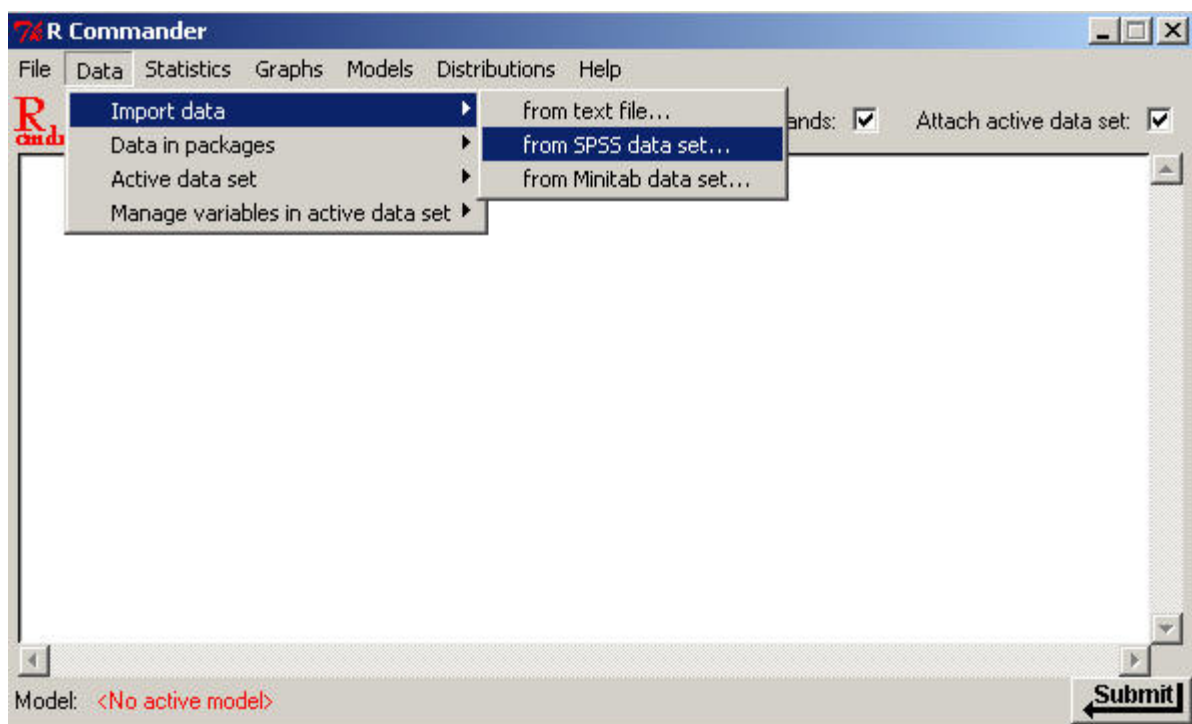 R Commander
File Data Statistics Graphs Models Distributions Help
R
Import data
Data in packages
Active data set
Manage variables in active data set
from text file...
from SPSS data set...
from Minitab data set...
Attach active data set:
Model: <No active model>
Submit